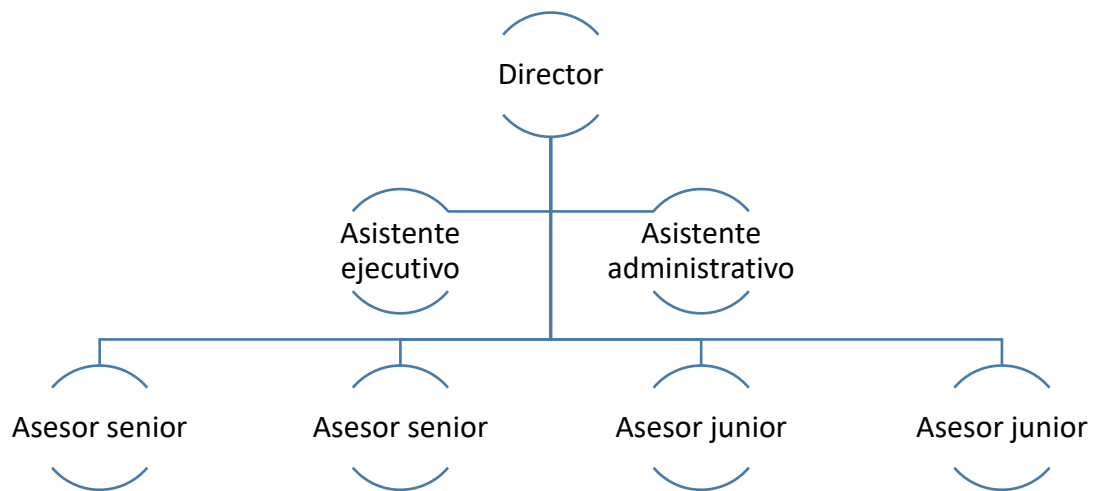 Director
Asistente
ejecutivo
Asistente
administrativo
Asesor senior
Asesor senior
Asesor junior
Asesor junior